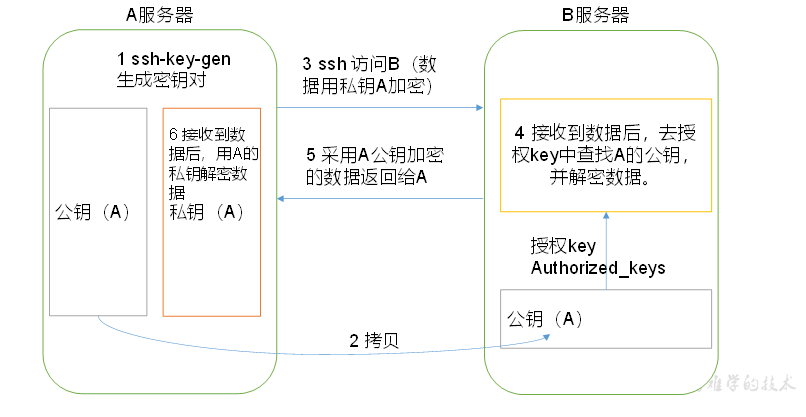 A服务器
B服务器
1 ssh-key-gen
生成密钥对
3 ssh 访问B（数
据用私钥A加密）
6 接收到数
据后，用A的
私钥解密数
据
私钥（A）
公钥（A）
5 采用A公钥加密
的数据返回给A
4 接收到数据后，去授
权key中查找A的公钥，
并解密数据。
授权key
Authorized_keys
公钥（A）
2 拷贝
学的技术